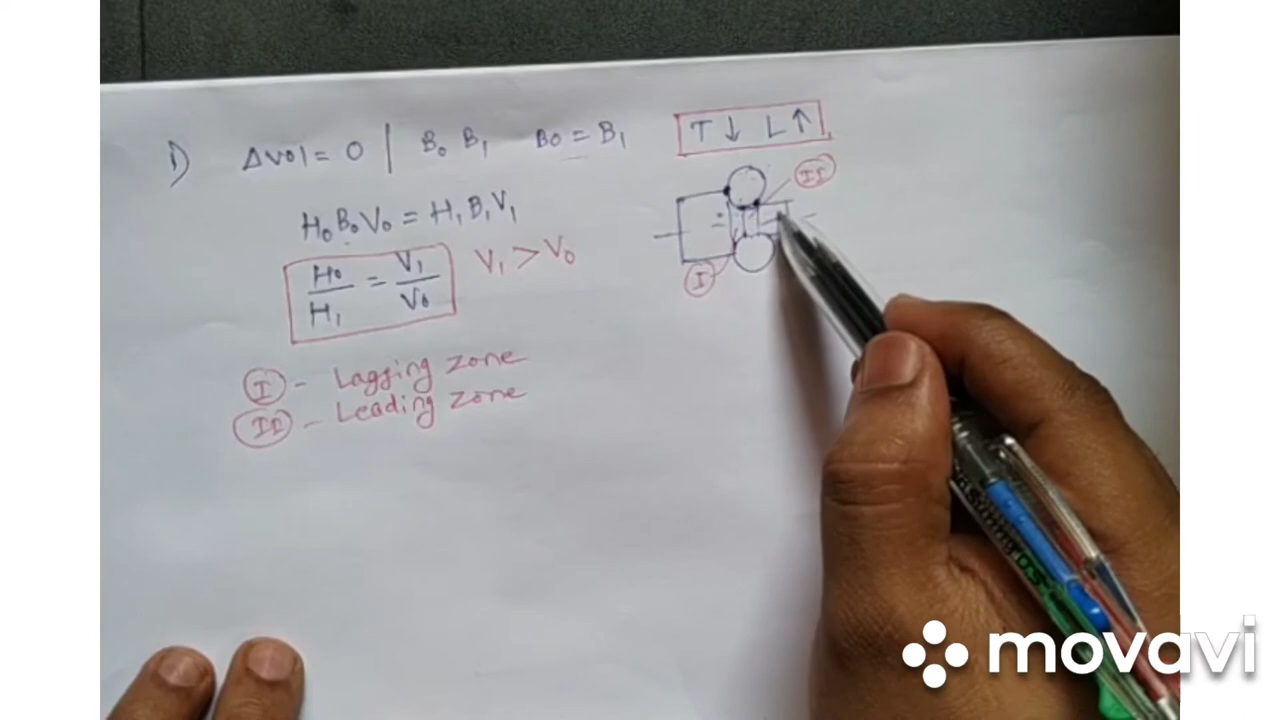 1) Δvol = 0 | B₀ B₁ B₀ = B₁
T ↓ L ↑
H₀B₀V₀ = H₁B₁V₁
H₀/H₁ = V₁/V₀ V₁ > V₀
II
I
I - Lagging zone
II - Leading zone
movavi